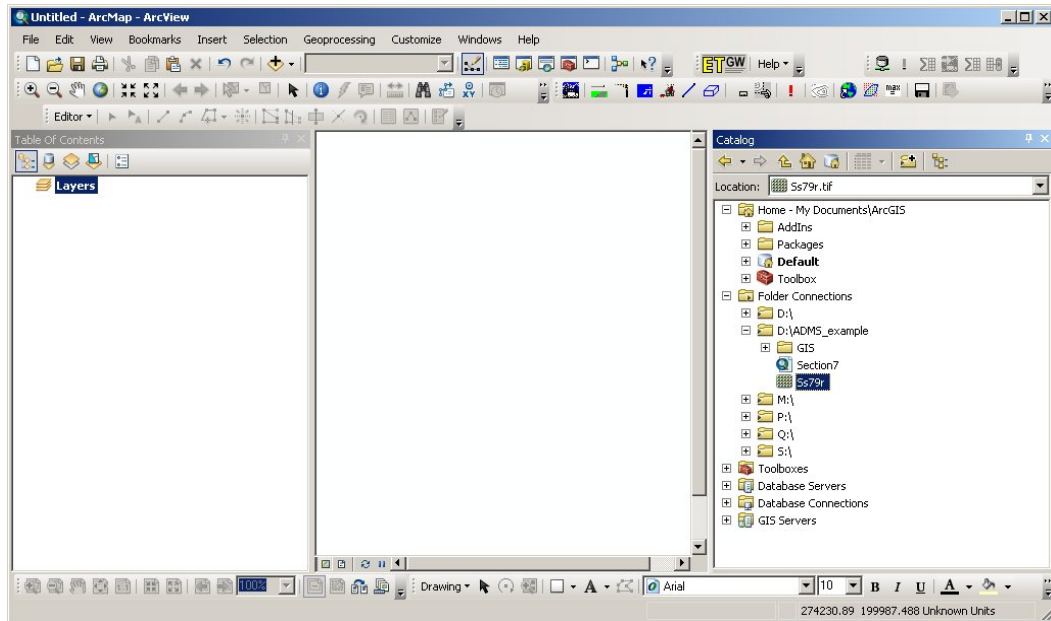 Untitled - ArcMap - ArcView
File Edit View Bookmarks Insert Selection Geoprocessing Customize Windows Help
ET GW Help
Editor
Table Of Contents
Layers
Catalog
Location: Ss79r.tif
Home - My Documents\ArcGIS
AddIns
Packages
Default
Toolbox
Folder Connections
D:\
D:\ADMS_example
GIS
Section7
Ss79r
M:\
P:\
Q:\
S:\
Toolboxes
Database Servers
Database Connections
GIS Servers
100% Drawing A Arial 10 B I U A
274230.89 199987.488 Unknown Units